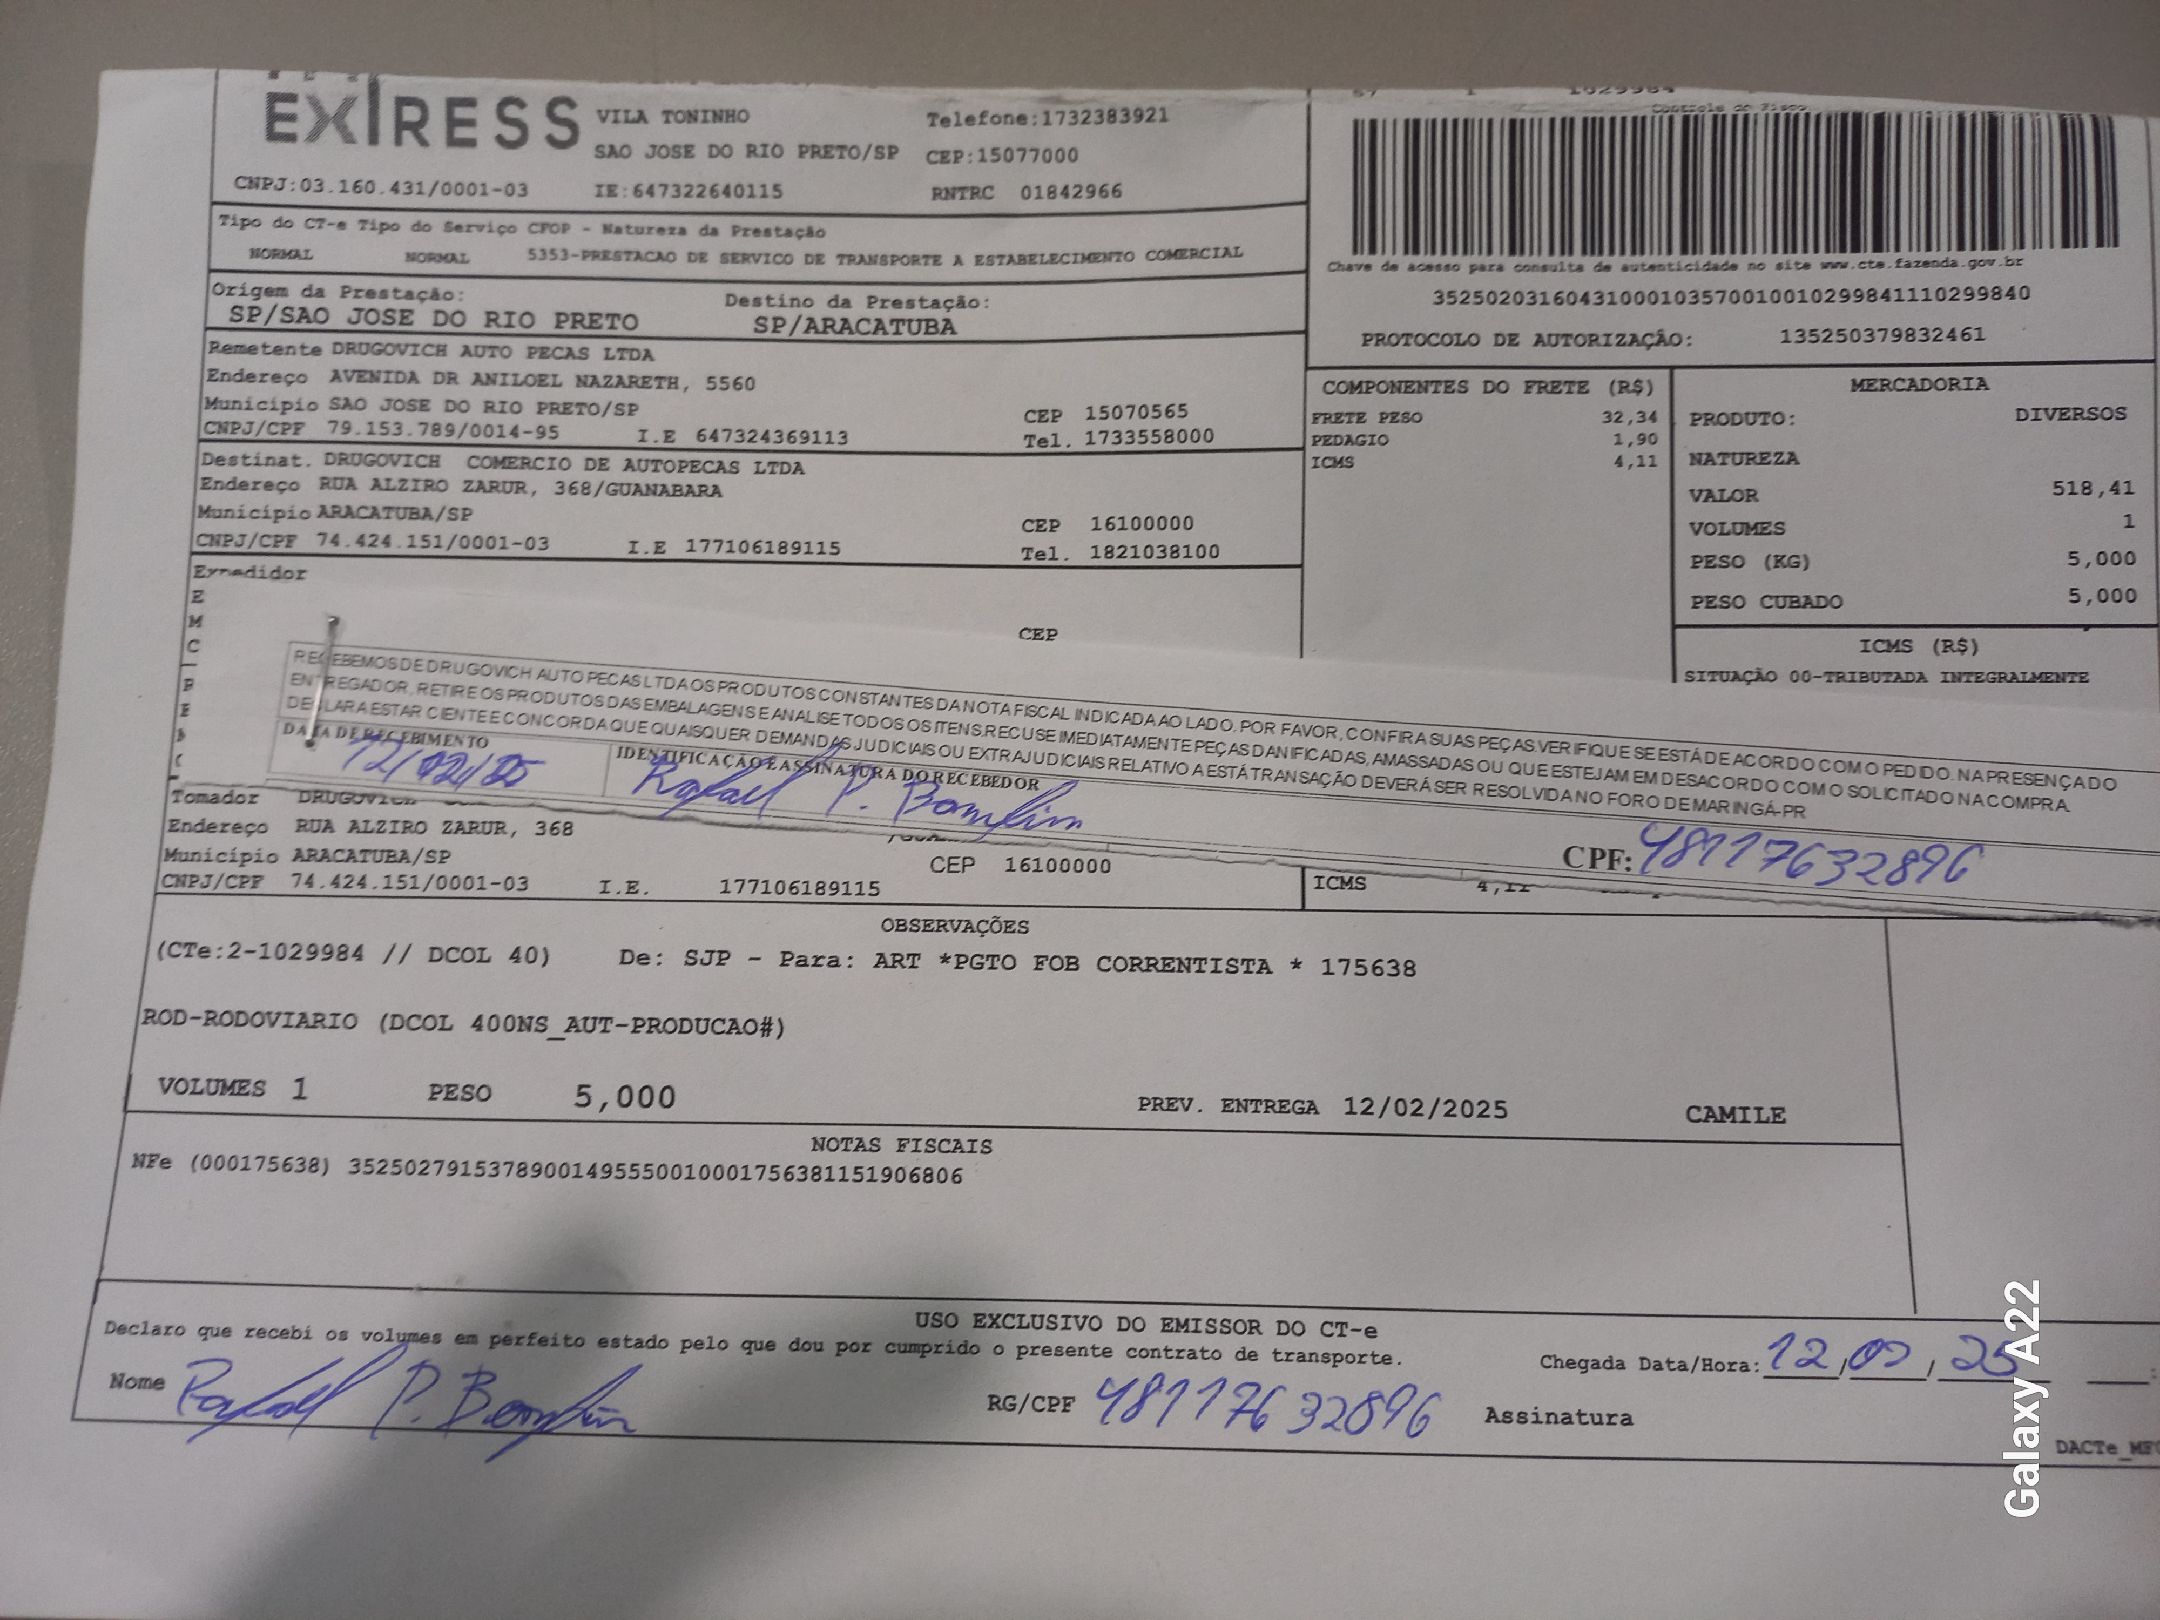 EXPRESS
VILA TONINHO
Telefone:1732383921
SAO JOSE DO RIO PRETO/SP
CEP:15077000
CNPJ:03.160.431/0001-03
IE:647322640115
RNTRC 01842966
1029984
Controle do Fisco
Chave de acesso para consulta de autenticidade no site www.cte.fazenda.gov.br
35250203160431000103570010010299841110299840
PROTOCOLO DE AUTORIZAÇÃO: 135250379832461
Tipo do CT-e Tipo do Serviço CFOP - Natureza da Prestação
NORMAL NORMAL 5353-PRESTACAO DE SERVICO DE TRANSPORTE A ESTABELECIMENTO COMERCIAL
Origem da Prestação: Destino da Prestação:
SP/SAO JOSE DO RIO PRETO SP/ARACATUBA
Remetente DRUGOVICH AUTO PECAS LTDA
Endereço AVENIDA DR ANILOEL NAZARETH, 5560
Município SAO JOSE DO RIO PRETO/SP CEP 15070565
CNPJ/CPF 79.153.789/0014-95 I.E 647324369113 Tel. 1733558000
Destinat. DRUGOVICH COMERCIO DE AUTOPECAS LTDA
Endereço RUA ALZIRO ZARUR, 368/GUANABARA
Município ARACATUBA/SP CEP 16100000
CNPJ/CPF 74.424.151/0001-03 I.E 177106189115 Tel. 1821038100
Expedidor
E
M
C
CEP
COMPONENTES DO FRETE (R$)
FRETE PESO 32,34
PEDAGIO 1,90
ICMS 4,11
MERCADORIA
PRODUTO: DIVERSOS
NATUREZA
VALOR 518,41
VOLUMES 1
PESO (KG) 5,000
PESO CUBADO 5,000
ICMS (R$)
SITUAÇÃO 00-TRIBUTADA INTEGRALMENTE
RECEBEMOS DE DRUGOVICH AUTO PECAS LTDA OS PRODUTOS CONSTANTES DA NOTA FISCAL INDICADA AO LADO. POR FAVOR, CONFIRA SUAS PEÇAS.VERIFIQUE SE ESTÁ DE ACORDO COM O PEDIDO. NA PRESENÇA DO
ENTREGADOR, RETIRE OS PRODUTOS DAS EMBALAGENS E ANALISE TODOS OS ITENS.RECUSE IMEDIATAMENTE PEÇAS DANIFICADAS, AMASSADAS OU QUE ESTEJAM EM DESACORDO COM O SOLICITADO NA COMPRA.
DECLARA ESTAR CIENTE E CONCORDA QUE QUAISQUER DEMANDAS JUDICIAIS OU EXTRAJUDICIAIS RELATIVO A ESTÁ TRANSAÇÃO DEVERÁ SER RESOLVIDA NO FORO DE MARINGÁ-PR
DATA DE RECEBIMENTO
12/02/25
IDENTIFICAÇÃO E ASSINATURA DO RECEBEDOR
Rafael P. Bomfim
CPF: 48117632896
Tomador DRUGOVICH
Endereço RUA ALZIRO ZARUR, 368
Município ARACATUBA/SP CEP 16100000
CNPJ/CPF 74.424.151/0001-03 I.E. 177106189115
ICMS 4,11
OBSERVAÇÕES
(CTe:2-1029984 // DCOL 40) De: SJP - Para: ART *PGTO FOB CORRENTISTA * 175638
ROD-RODOVIARIO (DCOL 400NS_AUT-PRODUCAO#)
VOLUMES 1 PESO 5,000 PREV. ENTREGA 12/02/2025 CAMILE
NOTAS FISCAIS
NFe (000175638) 35250279153789001495550010001756381151906806
USO EXCLUSIVO DO EMISSOR DO CT-e
Declaro que recebi os volumes em perfeito estado pelo que dou por cumprido o presente contrato de transporte.
Chegada Data/Hora: 12/02/25
Nome Rafael P. Bomfim
RG/CPF 48117632896
Assinatura
Galaxy A22